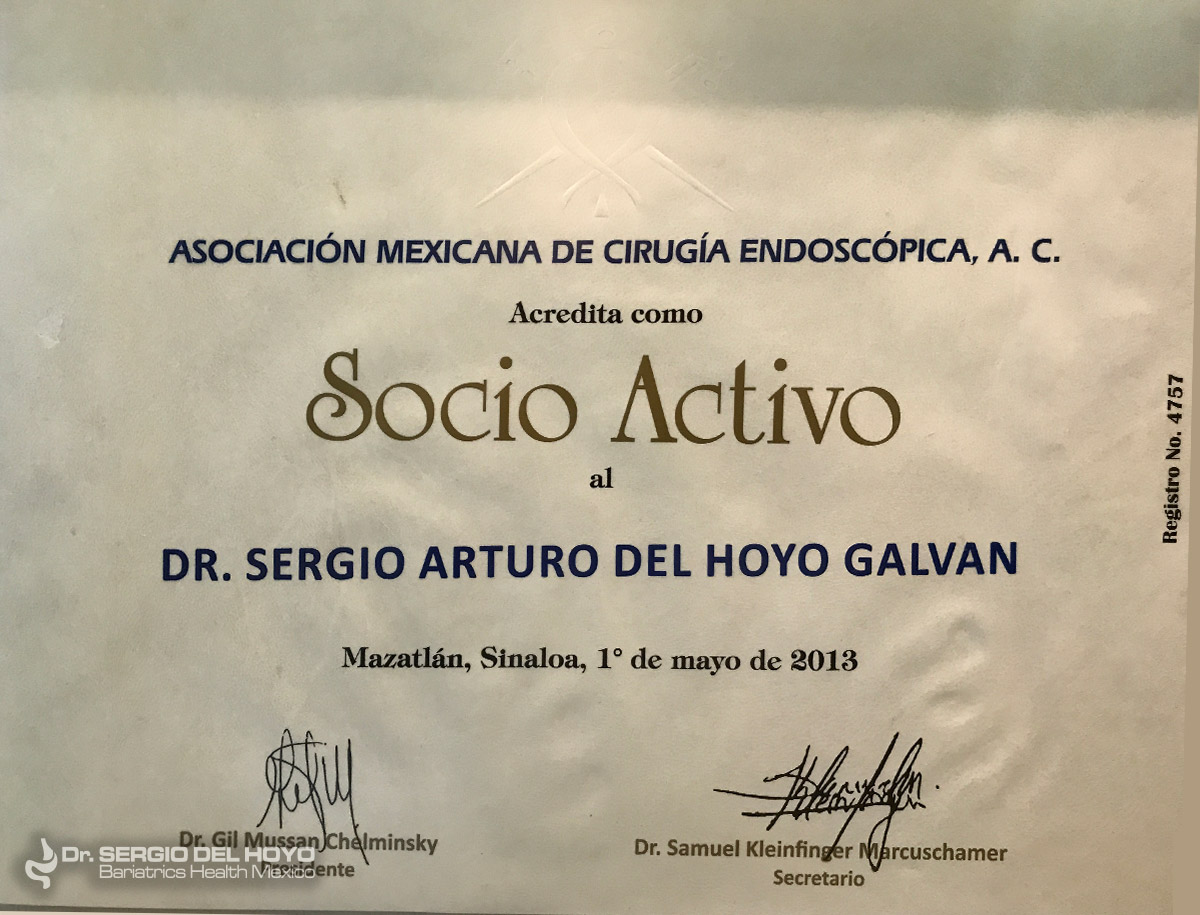 ASOCIACIÓN MEXICANA DE CIRUGÍA ENDOSCÓPICA, A. C.
Acredita como
Socio Activo
al
DR. SERGIO ARTURO DEL HOYO GALVAN
Mazatlán, Sinaloa, 1° de mayo de 2013
Registro No. 4757
Dr. Gil Mussan Chelminsky
Presidente
Dr. Samuel Kleinfinger Marcuschamer
Secretario
Dr. SERGIO DEL HOYO
Bariatrics Health Mexico